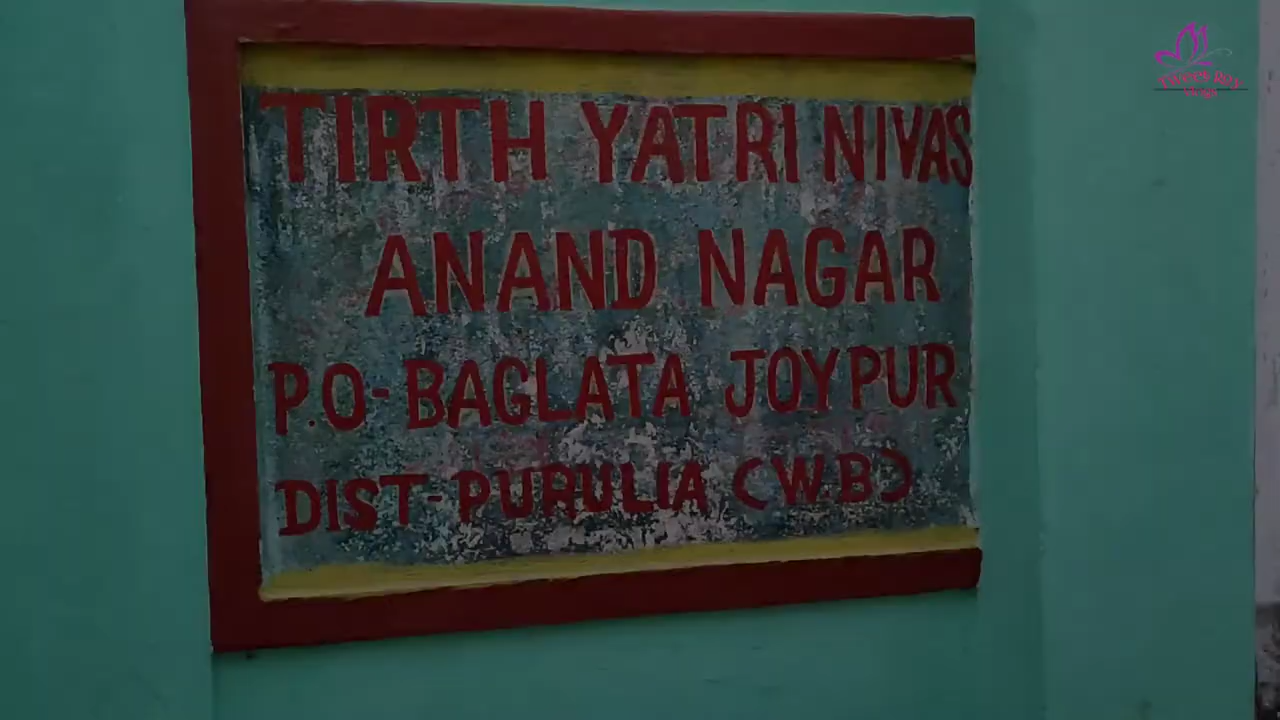 TIRTH YATRI NIVAS
ANAND NAGAR
P.O-BAGLATA JOYPUR
DIST-PURULIA (W.B)